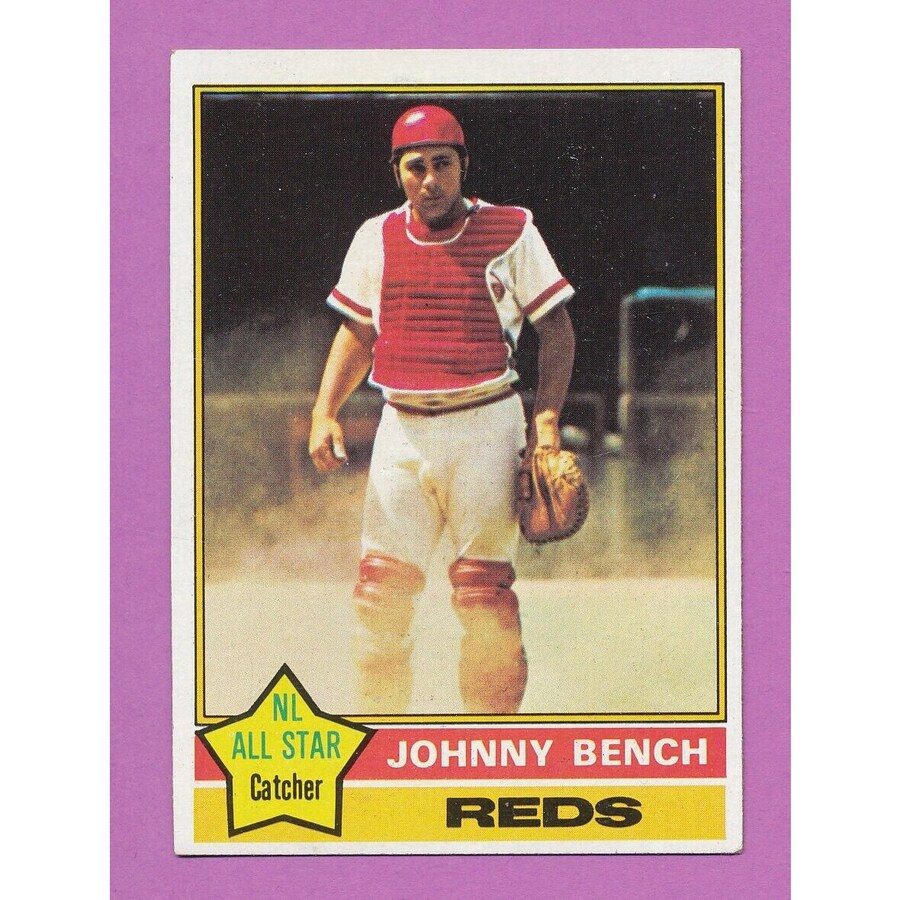 NL
ALL STAR
Catcher
JOHNNY BENCH
REDS